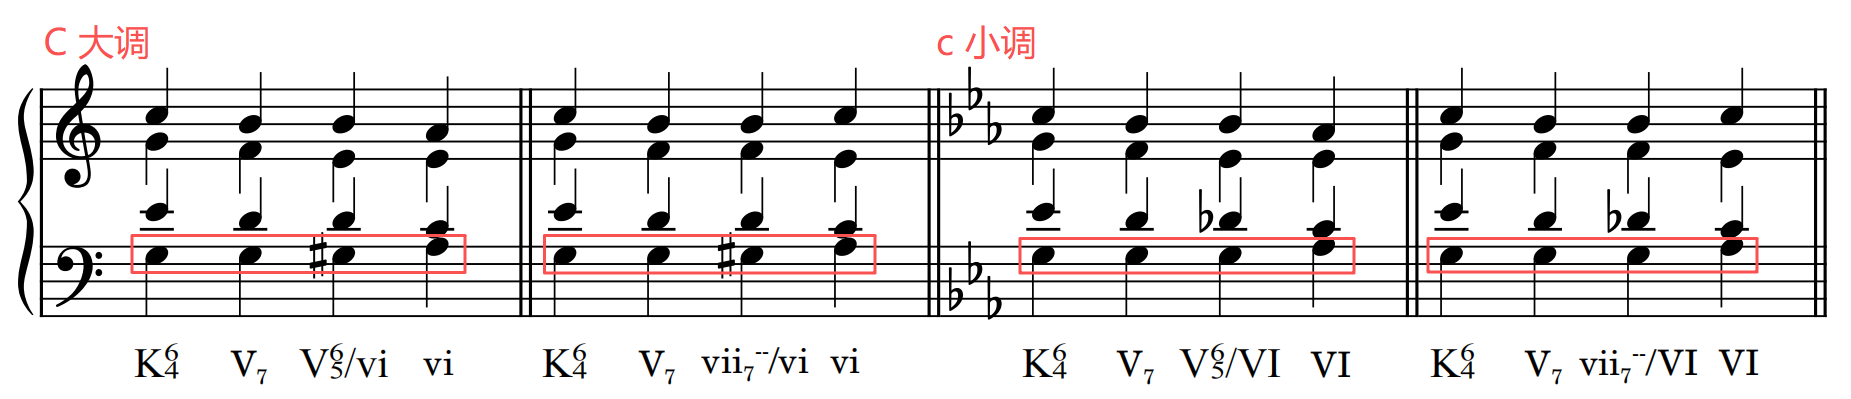 C 大调
c 小调
K6/4 V7 V6/5/vi vi K6/4 V7 vii7--/vi vi K6/4 V7 V6/5/VI VI K6/4 V7 vii7--/VI VI